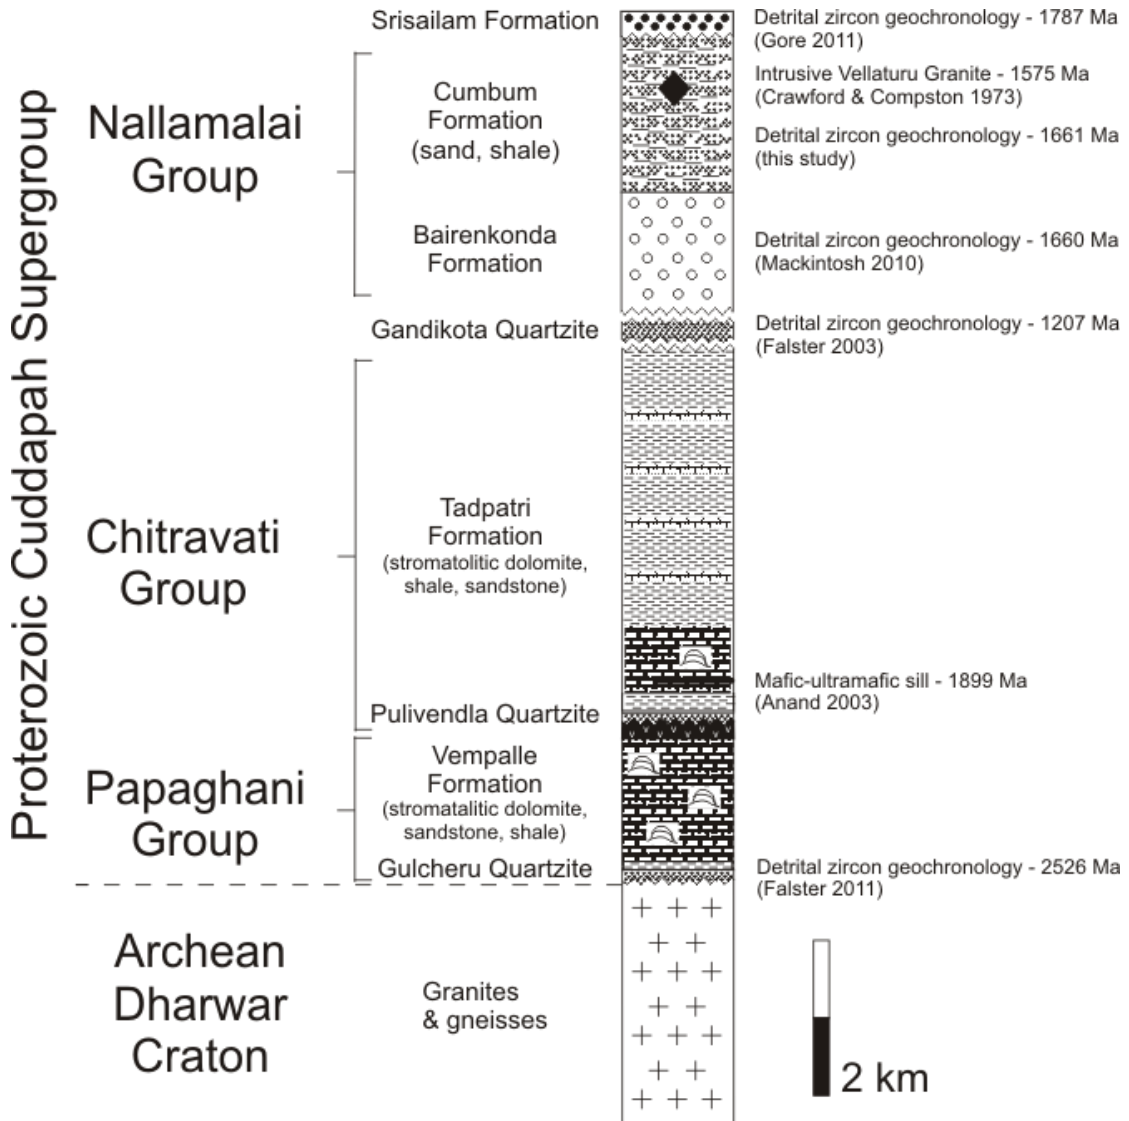 Proterozoic Cuddapah Supergroup
Srisailam Formation
Detrital zircon geochronology - 1787 Ma
(Gore 2011)
Nallamalai
Group
Cumbum
Formation
(sand, shale)
Intrusive Vellaturu Granite - 1575 Ma
(Crawford & Compston 1973)
Detrital zircon geochronology - 1661 Ma
(this study)
Bairenkonda
Formation
Detrital zircon geochronology - 1660 Ma
(Mackintosh 2010)
Gandikota Quartzite
Detrital zircon geochronology - 1207 Ma
(Falster 2003)
Chitravati
Group
Tadpatri
Formation
(stromatolitic dolomite,
shale, sandstone)
Mafic-ultramafic sill - 1899 Ma
(Anand 2003)
Pulivendla Quartzite
Papaghani
Group
Vempalle
Formation
(stromatalitic dolomite,
sandstone, shale)
Gulcheru Quartzite
Detrital zircon geochronology - 2526 Ma
(Falster 2011)
Archean
Dharwar
Craton
Granites
& gneisses
2 km